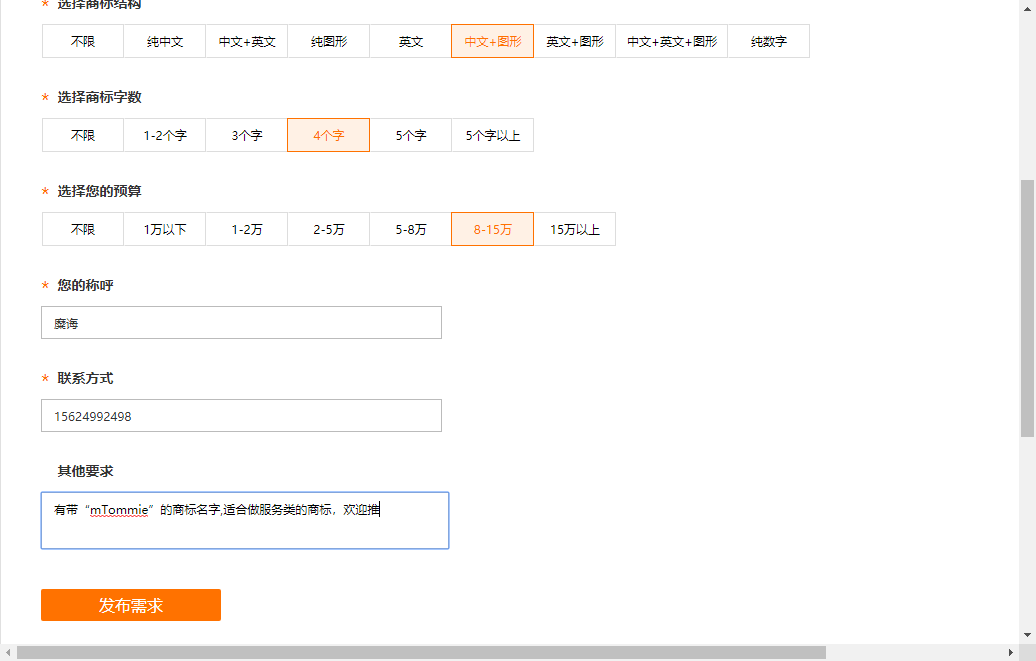 * 选择商标结构
不限 纯中文 中文+英文 纯图形 英文 中文+图形 英文+图形 中文+英文+图形 纯数字
* 选择商标字数
不限 1-2个字 3个字 4个字 5个字 5个字以上
* 选择您的预算
不限 1万以下 1-2万 2-5万 5-8万 8-15万 15万以上
* 您的称呼
糜海
* 联系方式
15624992498
其他要求
有带“mTommie”的商标名字,适合做服务类的商标，欢迎推
发布需求